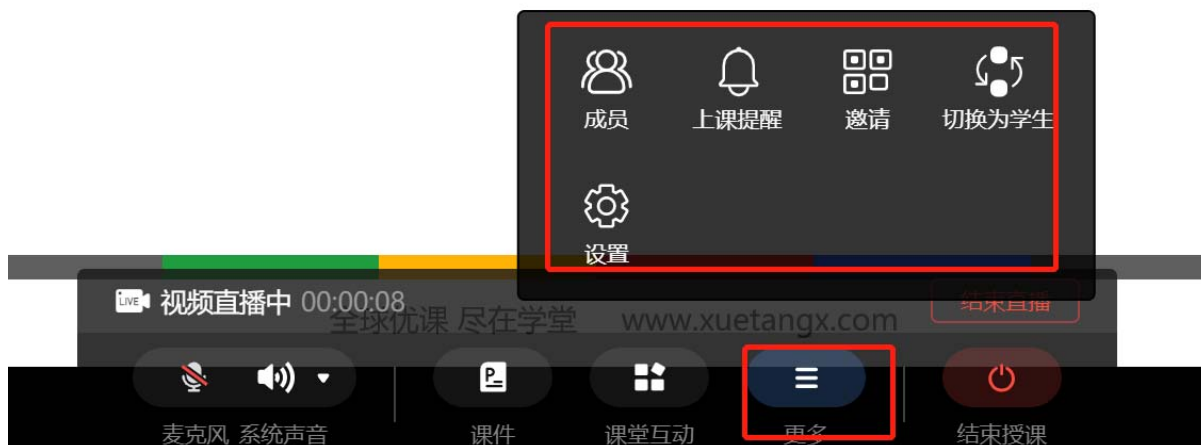 成员 上课提醒 邀请 切换为学生
设置
LIVE 视频直播中 00:00:08 结束直播
全球优课 尽在学堂 www.xuetangx.com
麦克风 系统声音 课件 课堂互动 更多 结束授课